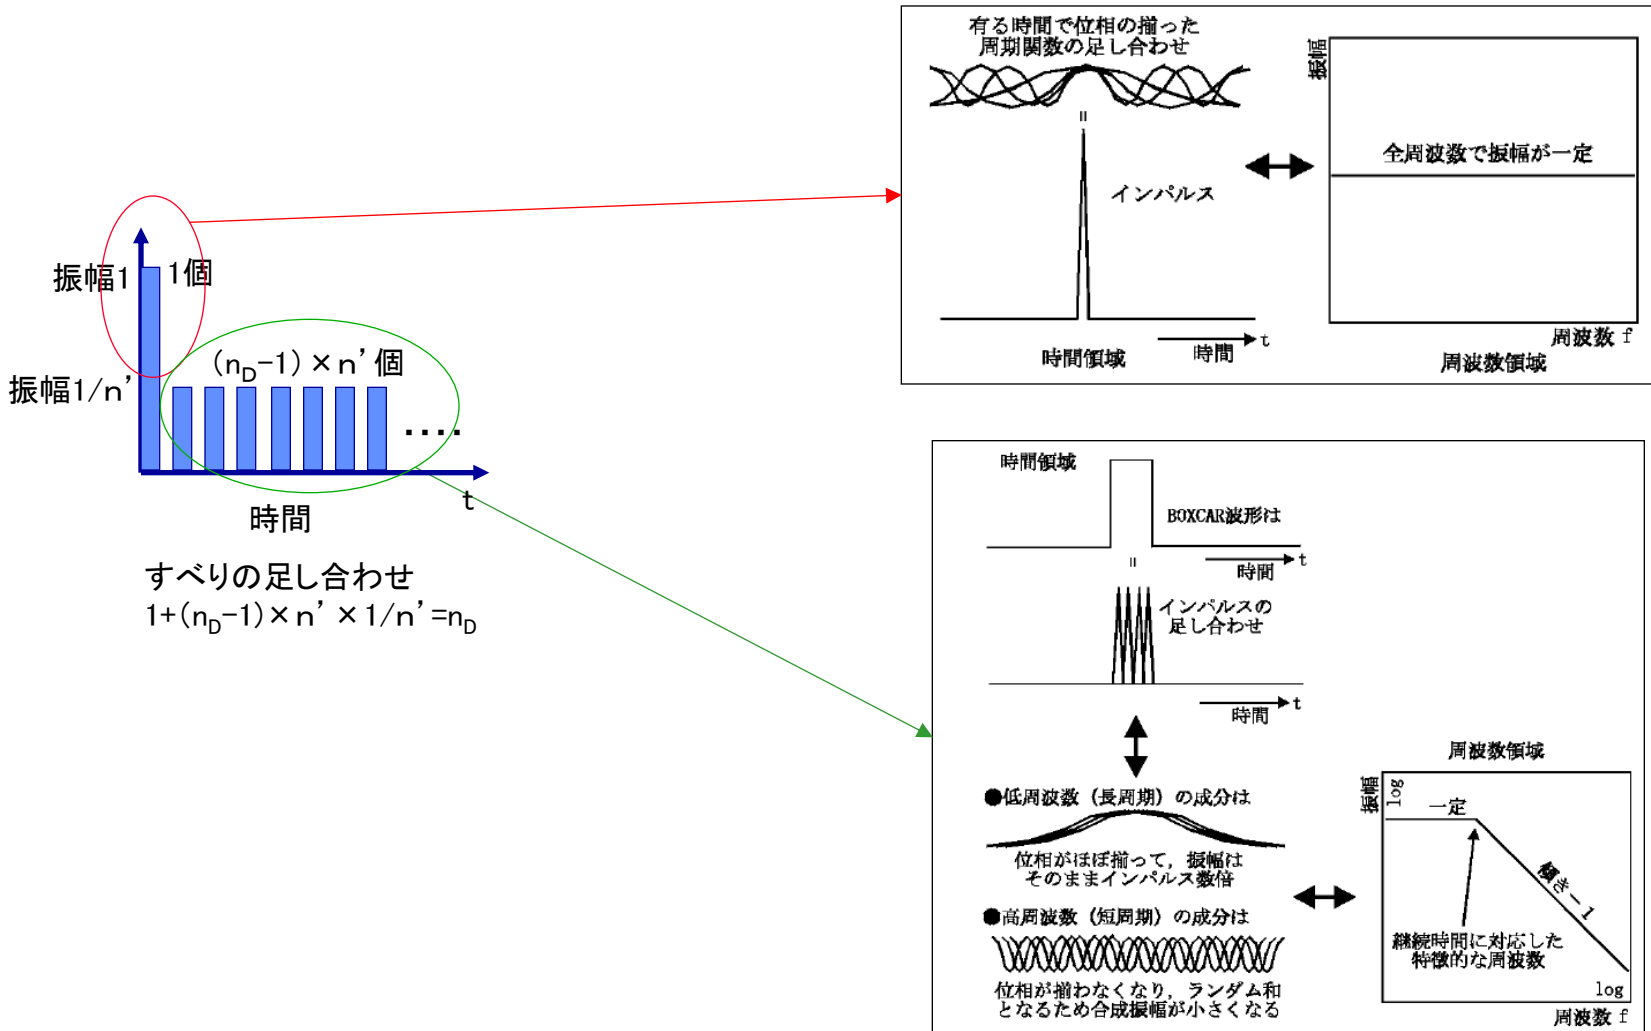 振幅1
1個
振幅1/n’
(nD-1)×n’個
‥‥
t
時間
すべりの足し合わせ
1+(nD-1)×n’×1/n’=nD
有る時間で位相の揃った
周期関数の足し合わせ
=
インパルス
時間 t
時間領域
振幅
全周波数で振幅が一定
周波数 f
周波数領域
時間領域
BOXCAR波形は
t
時間
=
インパルスの
足し合わせ
t
時間
●低周波数（長周期）の成分は
位相がほぼ揃って，振幅は
そのままインパルス数倍
●高周波数（短周期）の成分は
位相が揃わなくなり，ランダム和
となるため合成振幅が小さくなる
周波数領域
振幅
log
一定
傾き－1
継続時間に対応した
特徴的な周波数
log
周波数 f